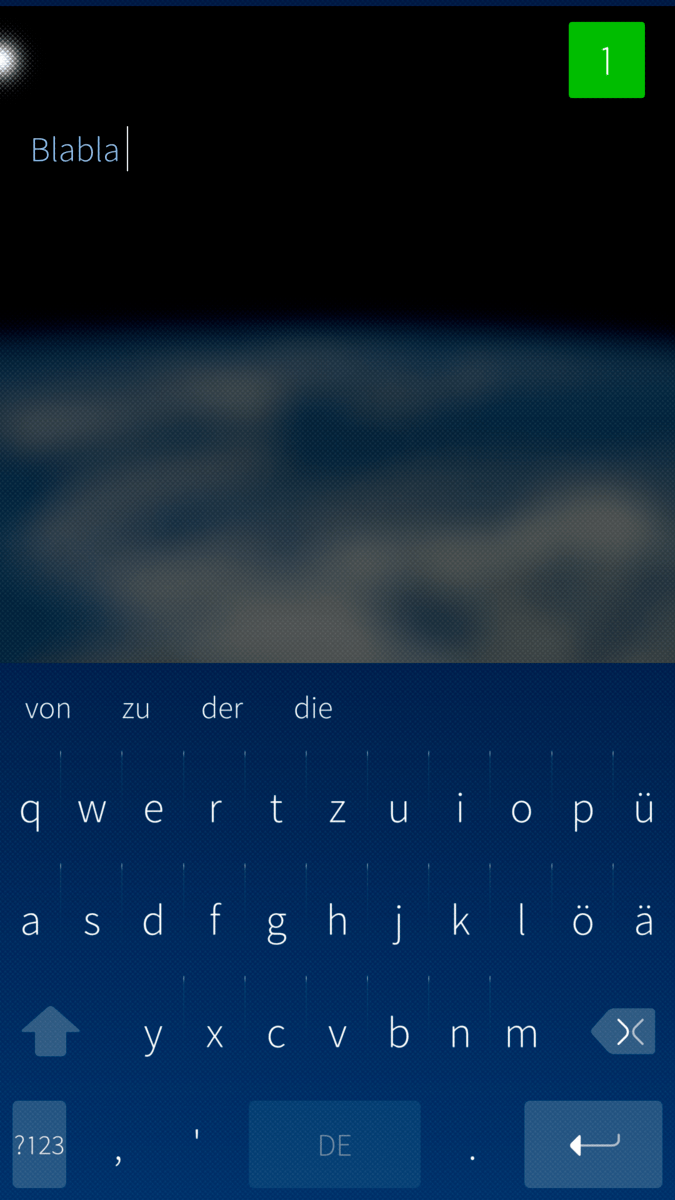 1
Blabla
von zu der die
q w e r t z u i o p ü
a s d f g h j k l ö ä
y x c v b n m
?123 , ' DE .